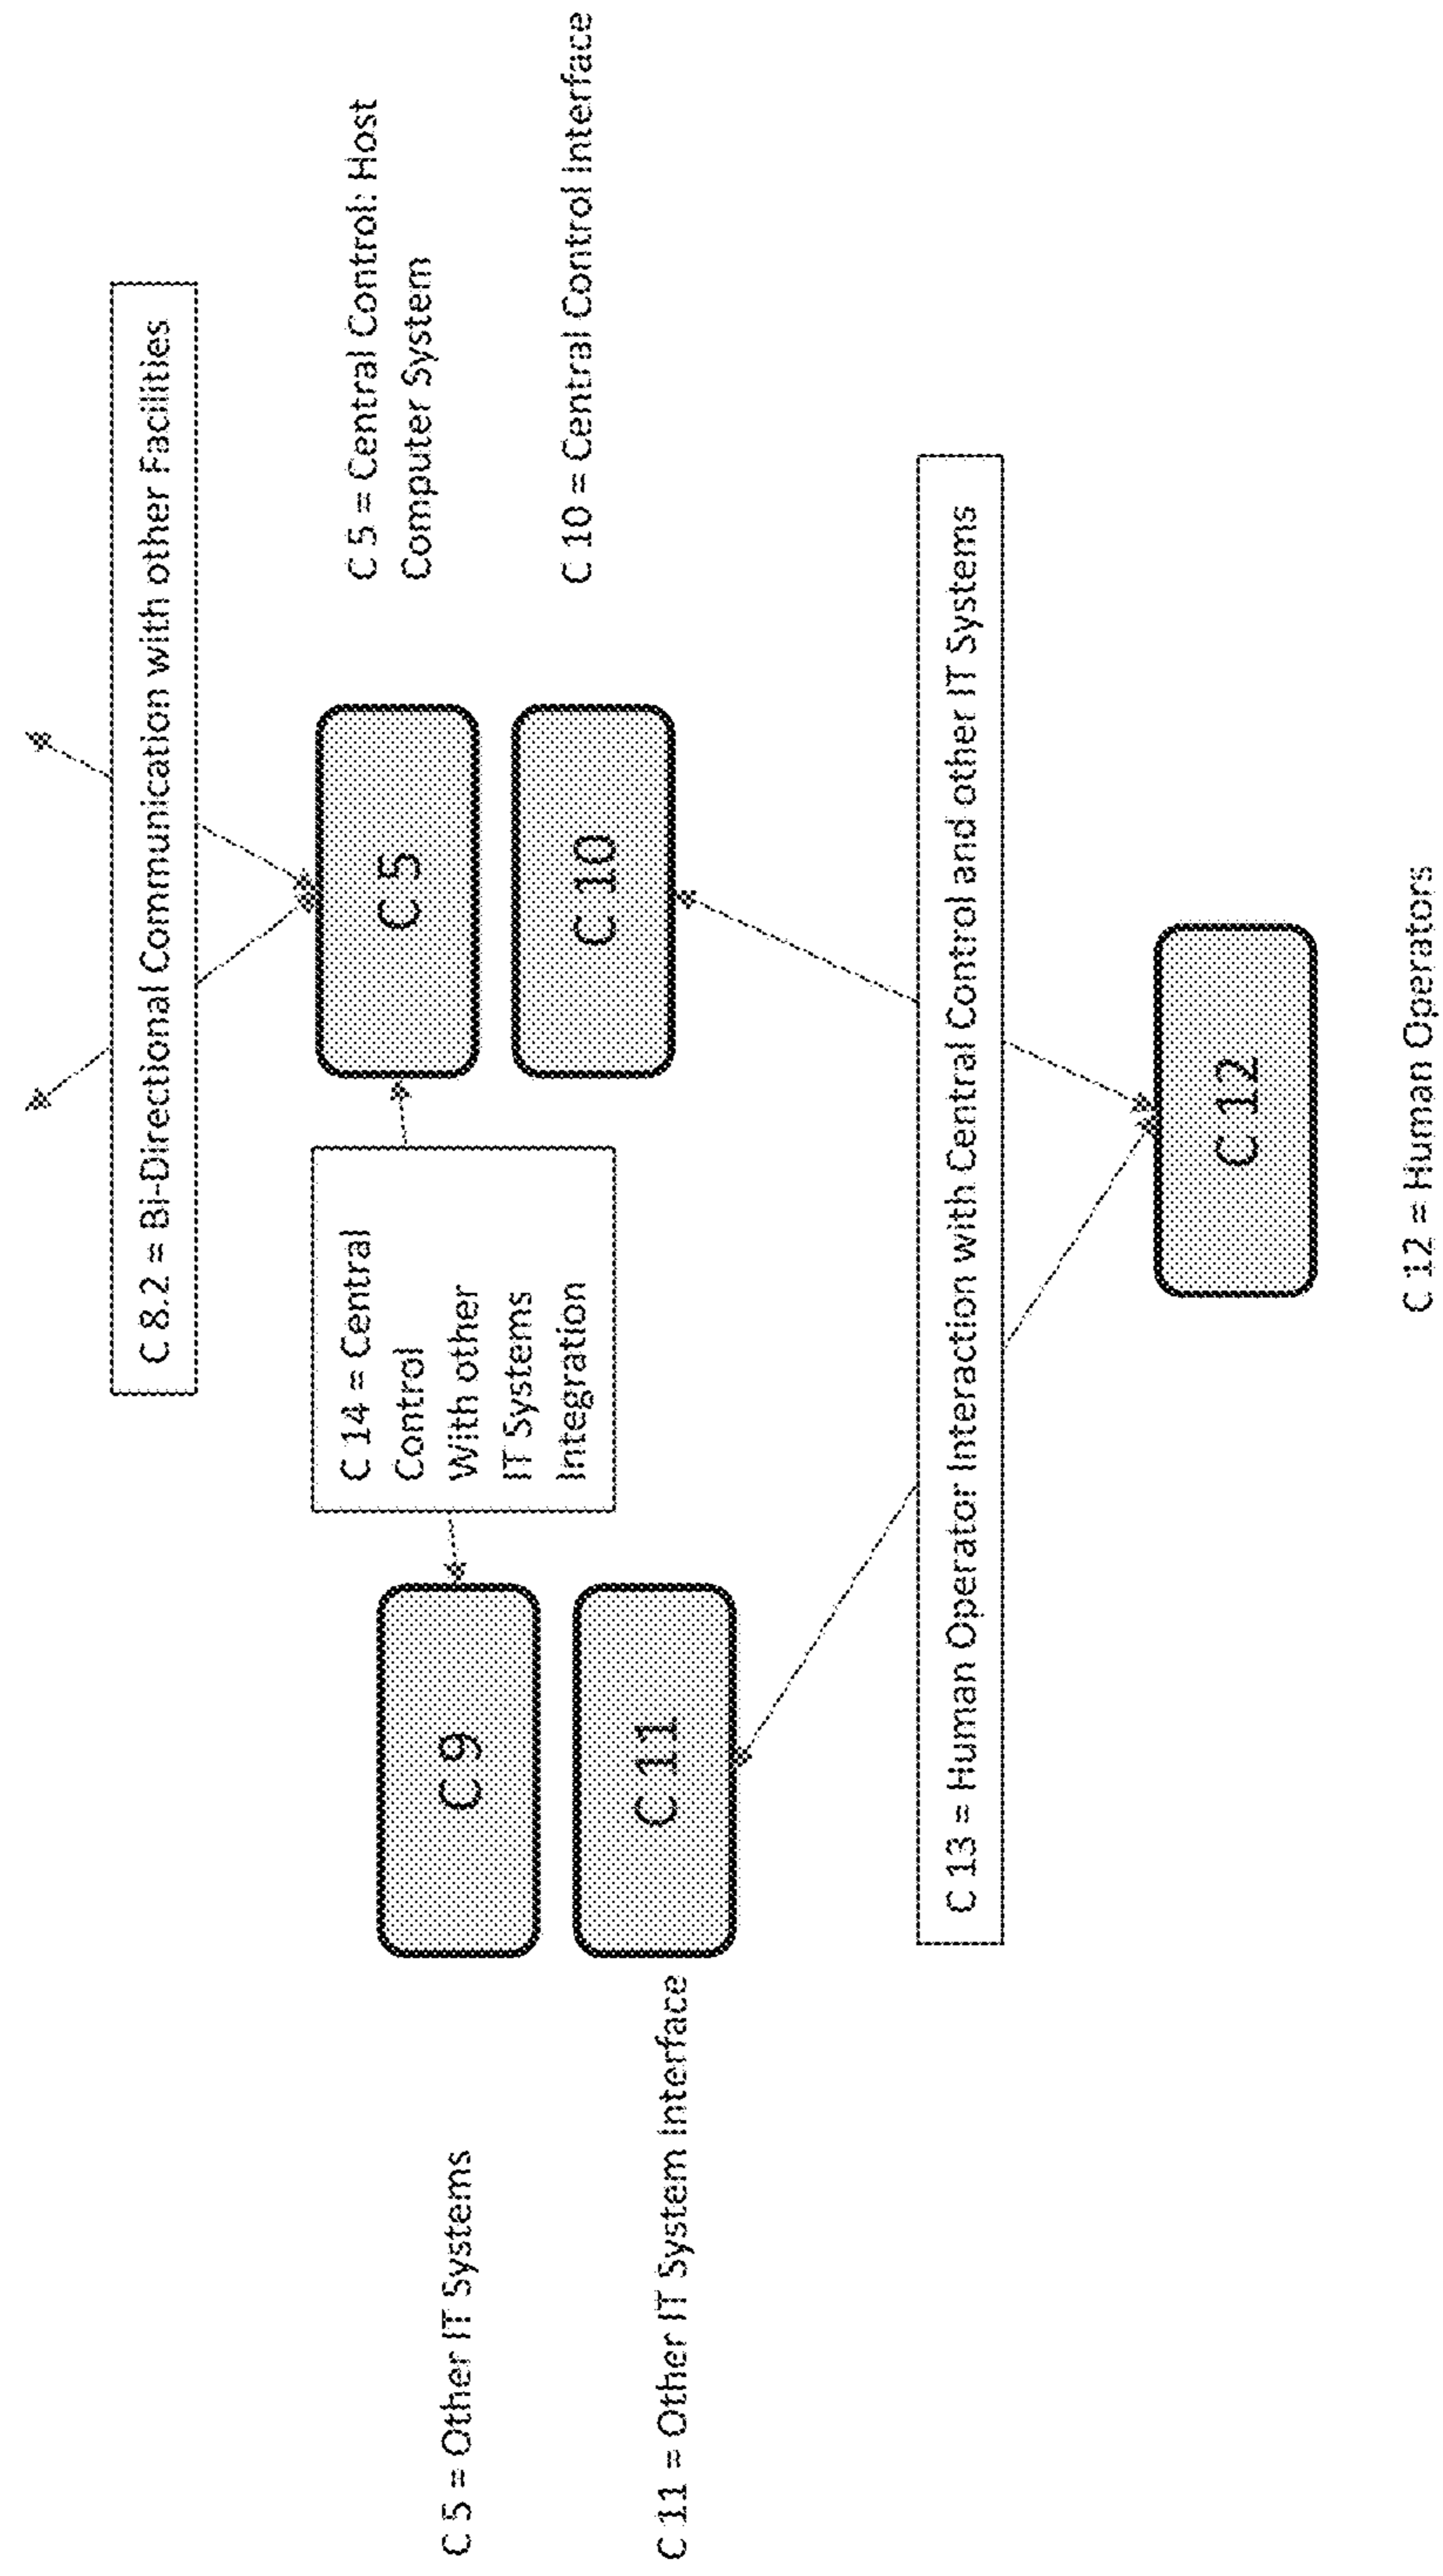 C 8.2 = Bi-Directional Communication with other Facilities
C 5 = Other IT Systems
C 9
C 14 = Central
Control
With other
IT Systems
Integration
C 5
C 5 = Central Control: Host
Computer System
C 11 = Other IT System Interface
C 11
C 10
C 10 = Central Control Interface
C 13 = Human Operator Interaction with Central Control and other IT Systems
C 12
C 12 = Human Operators